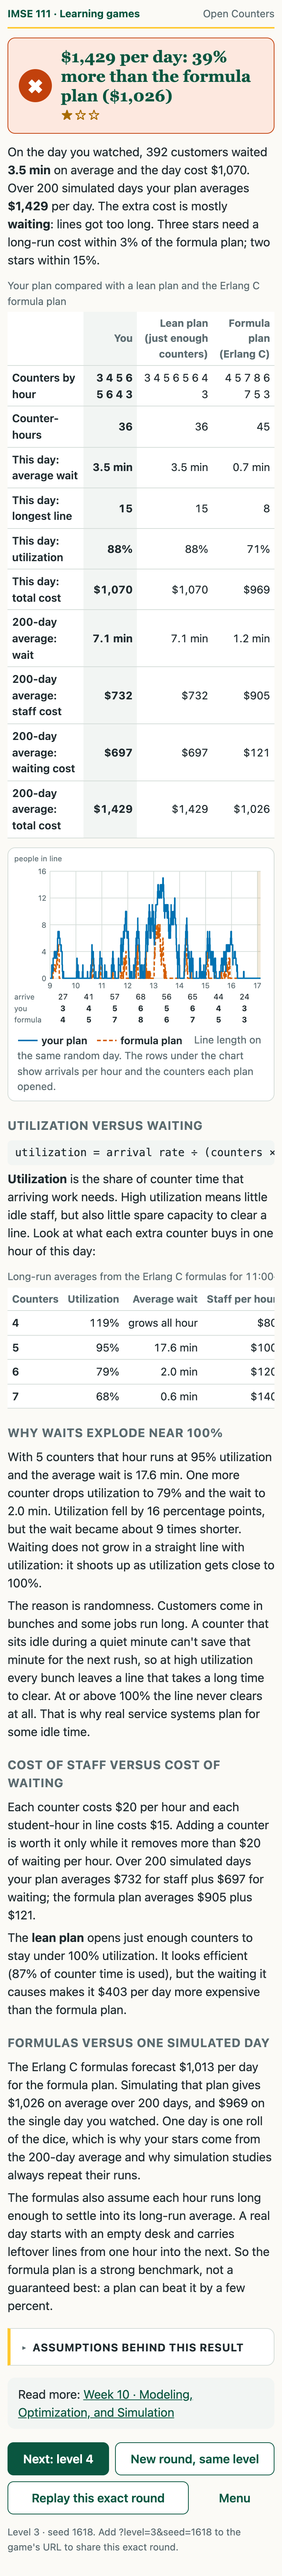 IMSE 111 · Learning games Open Counters
$1,429 per day: 39%
more than the formula
plan ($1,026)
★☆☆
On the day you watched, 392 customers waited
3.5 min on average and the day cost $1,070.
Over 200 simulated days your plan averages
$1,429 per day. The extra cost is mostly
waiting: lines got too long. Three stars need a
long-run cost within 3% of the formula plan; two
stars within 15%.
Your plan compared with a lean plan and the Erlang C
formula plan
You Lean plan (just enough counters) Formula plan (Erlang C)
Counters by hour 3 4 5 6 5 6 4 3 3 4 5 6 5 6 4 3 4 5 7 8 6 7 5 3
Counter-hours 36 36 45
This day: average wait 3.5 min 3.5 min 0.7 min
This day: longest line 15 15 8
This day: utilization 88% 88% 71%
This day: total cost $1,070 $1,070 $969
200-day average: wait 7.1 min 7.1 min 1.2 min
200-day average: staff cost $732 $732 $905
200-day average: waiting cost $697 $697 $121
200-day average: total cost $1,429 $1,429 $1,026
people in line
16
12
8
4
0
9 10 11 12 13 14 15 16 17
arrive 27 41 57 68 56 65 44 24
you 3 4 5 6 5 6 4 3
formula 4 5 7 8 6 7 5 3
your plan formula plan Line length on
the same random day. The rows under the chart
show arrivals per hour and the counters each plan
opened.
UTILIZATION VERSUS WAITING
utilization = arrival rate ÷ (counters ×
Utilization is the share of counter time that
arriving work needs. High utilization means little
idle staff, but also little spare capacity to clear a
line. Look at what each extra counter buys in one
hour of this day:
Long-run averages from the Erlang C formulas for 11:00
Counters Utilization Average wait Staff per hour
4 119% grows all hour $80
5 95% 17.6 min $100
6 79% 2.0 min $120
7 68% 0.6 min $140
WHY WAITS EXPLODE NEAR 100%
With 5 counters that hour runs at 95% utilization
and the average wait is 17.6 min. One more
counter drops utilization to 79% and the wait to
2.0 min. Utilization fell by 16 percentage points,
but the wait became about 9 times shorter.
Waiting does not grow in a straight line with
utilization: it shoots up as utilization gets close to
100%.
The reason is randomness. Customers come in
bunches and some jobs run long. A counter that
sits idle during a quiet minute can't save that
minute for the next rush, so at high utilization
every bunch leaves a line that takes a long time
to clear. At or above 100% the line never clears
at all. That is why real service systems plan for
some idle time.
COST OF STAFF VERSUS COST OF
WAITING
Each counter costs $20 per hour and each
student-hour in line costs $15. Adding a counter
is worth it only while it removes more than $20
of waiting per hour. Over 200 simulated days
your plan averages $732 for staff plus $697 for
waiting; the formula plan averages $905 plus
$121.
The lean plan opens just enough counters to
stay under 100% utilization. It looks efficient
(87% of counter time is used), but the waiting it
causes makes it $403 per day more expensive
than the formula plan.
FORMULAS VERSUS ONE SIMULATED DAY
The Erlang C formulas forecast $1,013 per day
for the formula plan. Simulating that plan gives
$1,026 on average over 200 days, and $969 on
the single day you watched. One day is one roll
of the dice, which is why your stars come from
the 200-day average and why simulation studies
always repeat their runs.
The formulas also assume each hour runs long
enough to settle into its long-run average. A real
day starts with an empty desk and carries
leftover lines from one hour into the next. So the
formula plan is a strong benchmark, not a
guaranteed best: a plan can beat it by a few
percent.
▸ ASSUMPTIONS BEHIND THIS RESULT
Read more: Week 10 · Modeling,
Optimization, and Simulation
Next: level 4 New round, same level
Replay this exact round Menu
Level 3 · seed 1618. Add ?level=3&seed=1618 to the
game's URL to share this exact round.